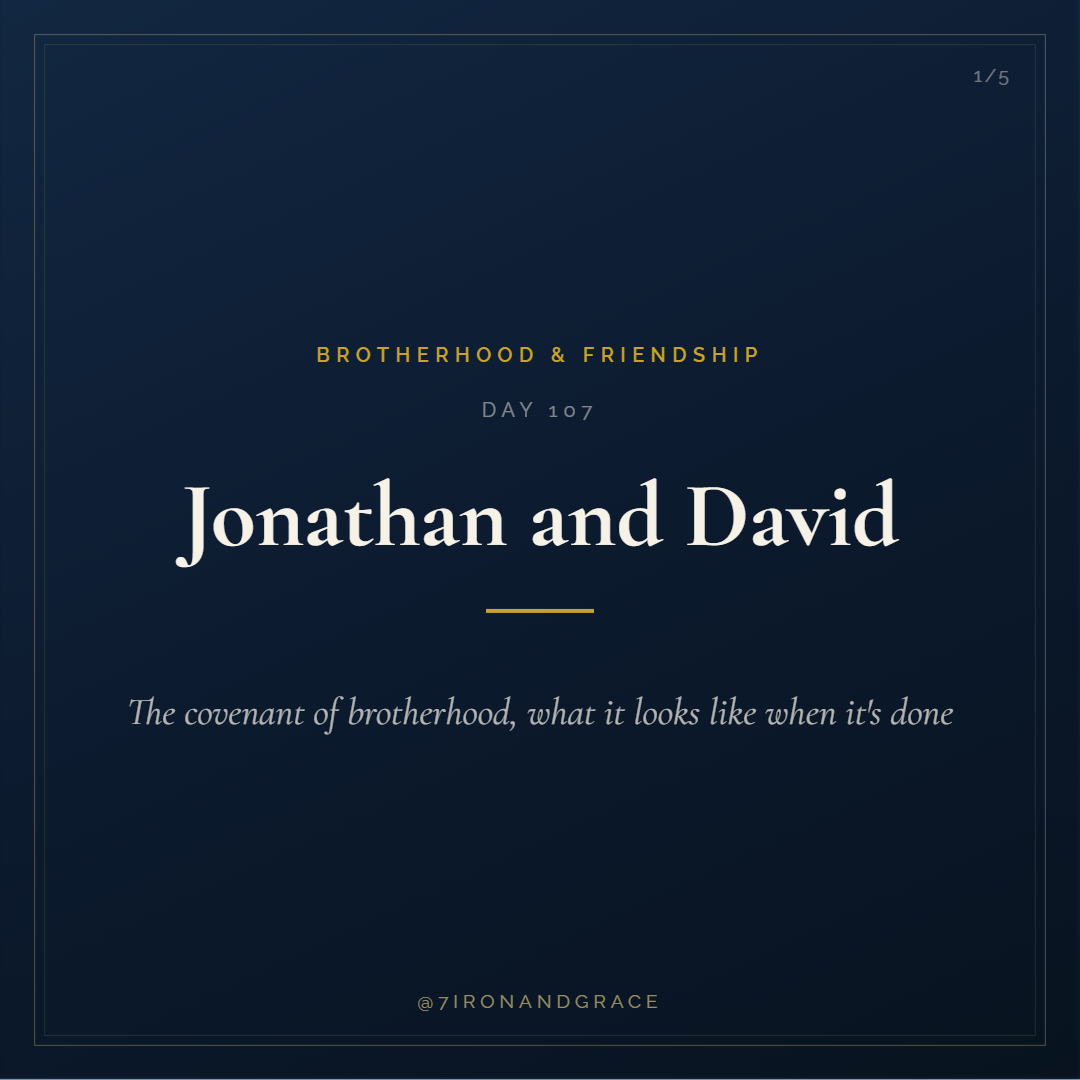 1/5
BROTHERHOOD & FRIENDSHIP
DAY 107
Jonathan and David
The covenant of brotherhood, what it looks like when it's done
@7IRONANDGRACE